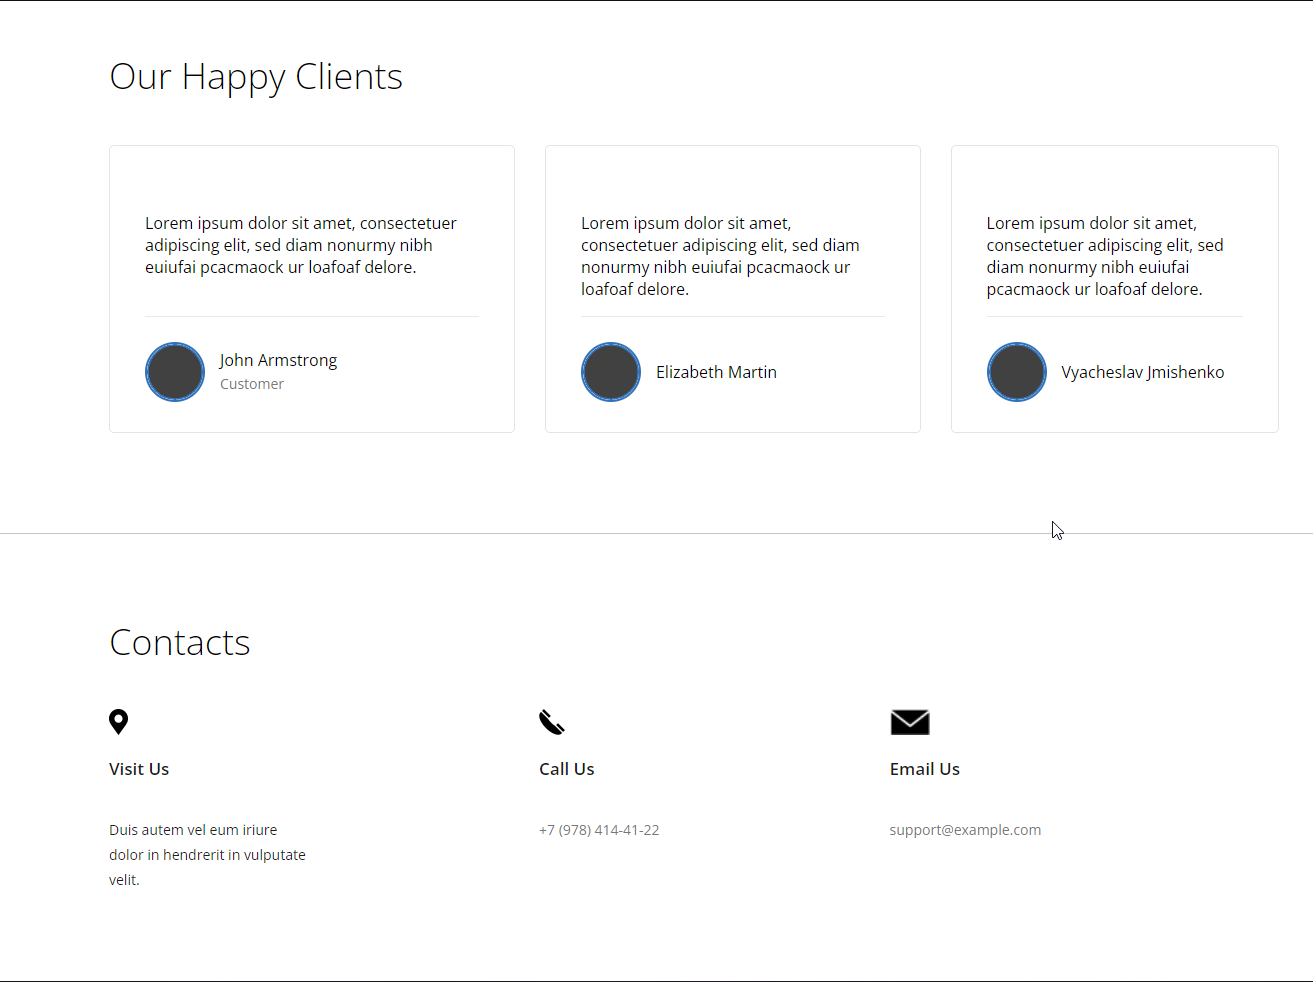 Our Happy Clients
Lorem ipsum dolor sit amet, consectetuer
adipiscing elit, sed diam nonurmy nibh
euiufai pcacmaock ur loafoaf delore.
John Armstrong
Customer
Lorem ipsum dolor sit amet,
consectetuer adipiscing elit, sed diam
nonurmy nibh euiufai pcacmaock ur
loafoaf delore.
Elizabeth Martin
Lorem ipsum dolor sit amet,
consectetuer adipiscing elit, sed
diam nonurmy nibh euiufai
pcacmaock ur loafoaf delore.
Vyacheslav Jmishenko
Contacts
Visit Us
Duis autem vel eum iriure
dolor in hendrerit in vulputate
velit.
Call Us
+7 (978) 414-41-22
Email Us
support@example.com